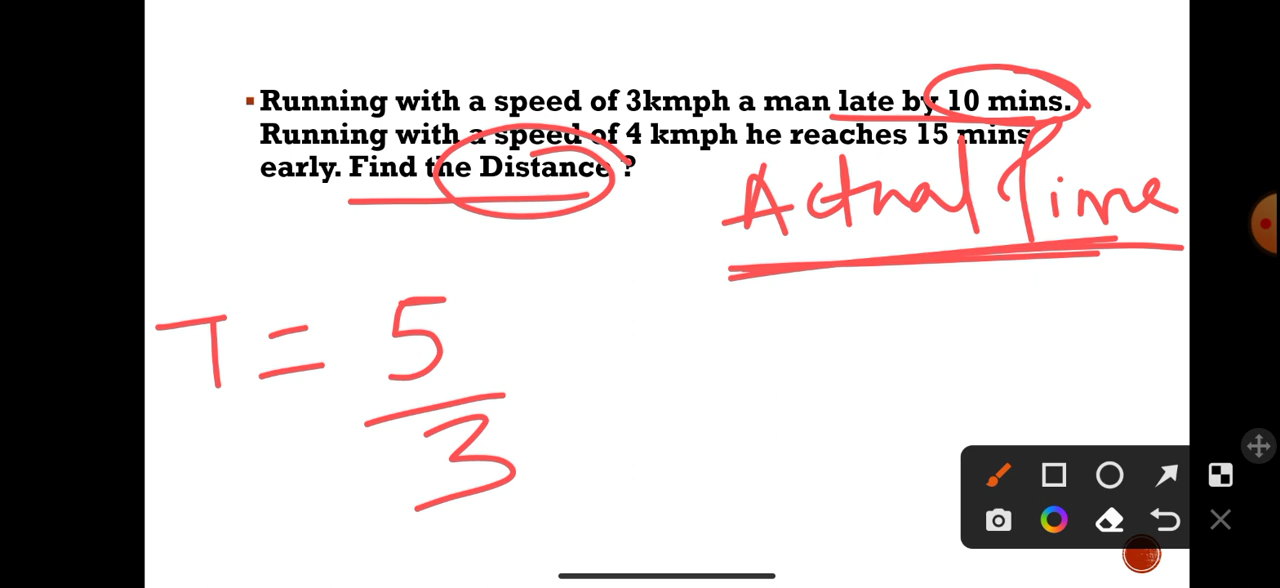 Running with a speed of 3kmph a man late by 10 mins.
Running with a speed of 4 kmph he reaches 15 mins
early. Find the Distance ?
Actual Time
T = 5
3